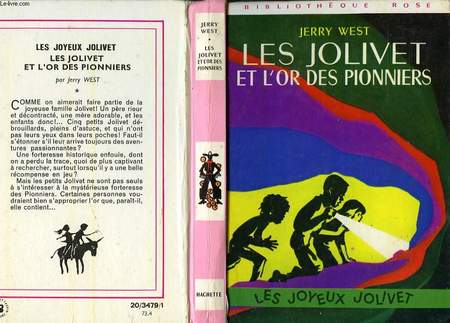 Le-livre.com
LES JOYEUX JOLIVET
LES JOLIVET
ET L'OR DES PIONNIERS
par Jerry WEST
*
COMME on aimerait faire partie de la
joyeuse famille Jolivet! Un père rieur
et décontracté, une mère adorable, et les
enfants donc!... Cinq petits Jolivet dé-
brouillards, pleins d'astuce, et qui n'ont
pas leurs yeux dans leurs poches! Faut-il
s'étonner s'il leur arrive toujours des aven-
tures passionnantes?
Une forteresse historique enfouie, dont
on a perdu la trace, quoi de plus captivant
à rechercher, surtout lorsqu'il y a une belle
récompense en jeu?
Mais les petits Jolivet ne sont pas seuls
à s'intéresser à la mystérieuse forteresse
des Pionniers. Certaines personnes vou-
draient bien s'approprier l'or que, paraît-il,
elle contient...
20/3479/1
73.4
JERRY
WEST
LES
JOLIVET
ET L'OR DES
PIONNIERS
HACHETTE
BIBLIOTHÈQUE ROSE
JERRY WEST
LES JOLIVET
ET L'OR DES PIONNIERS
LES JOYEUX JOLIVET